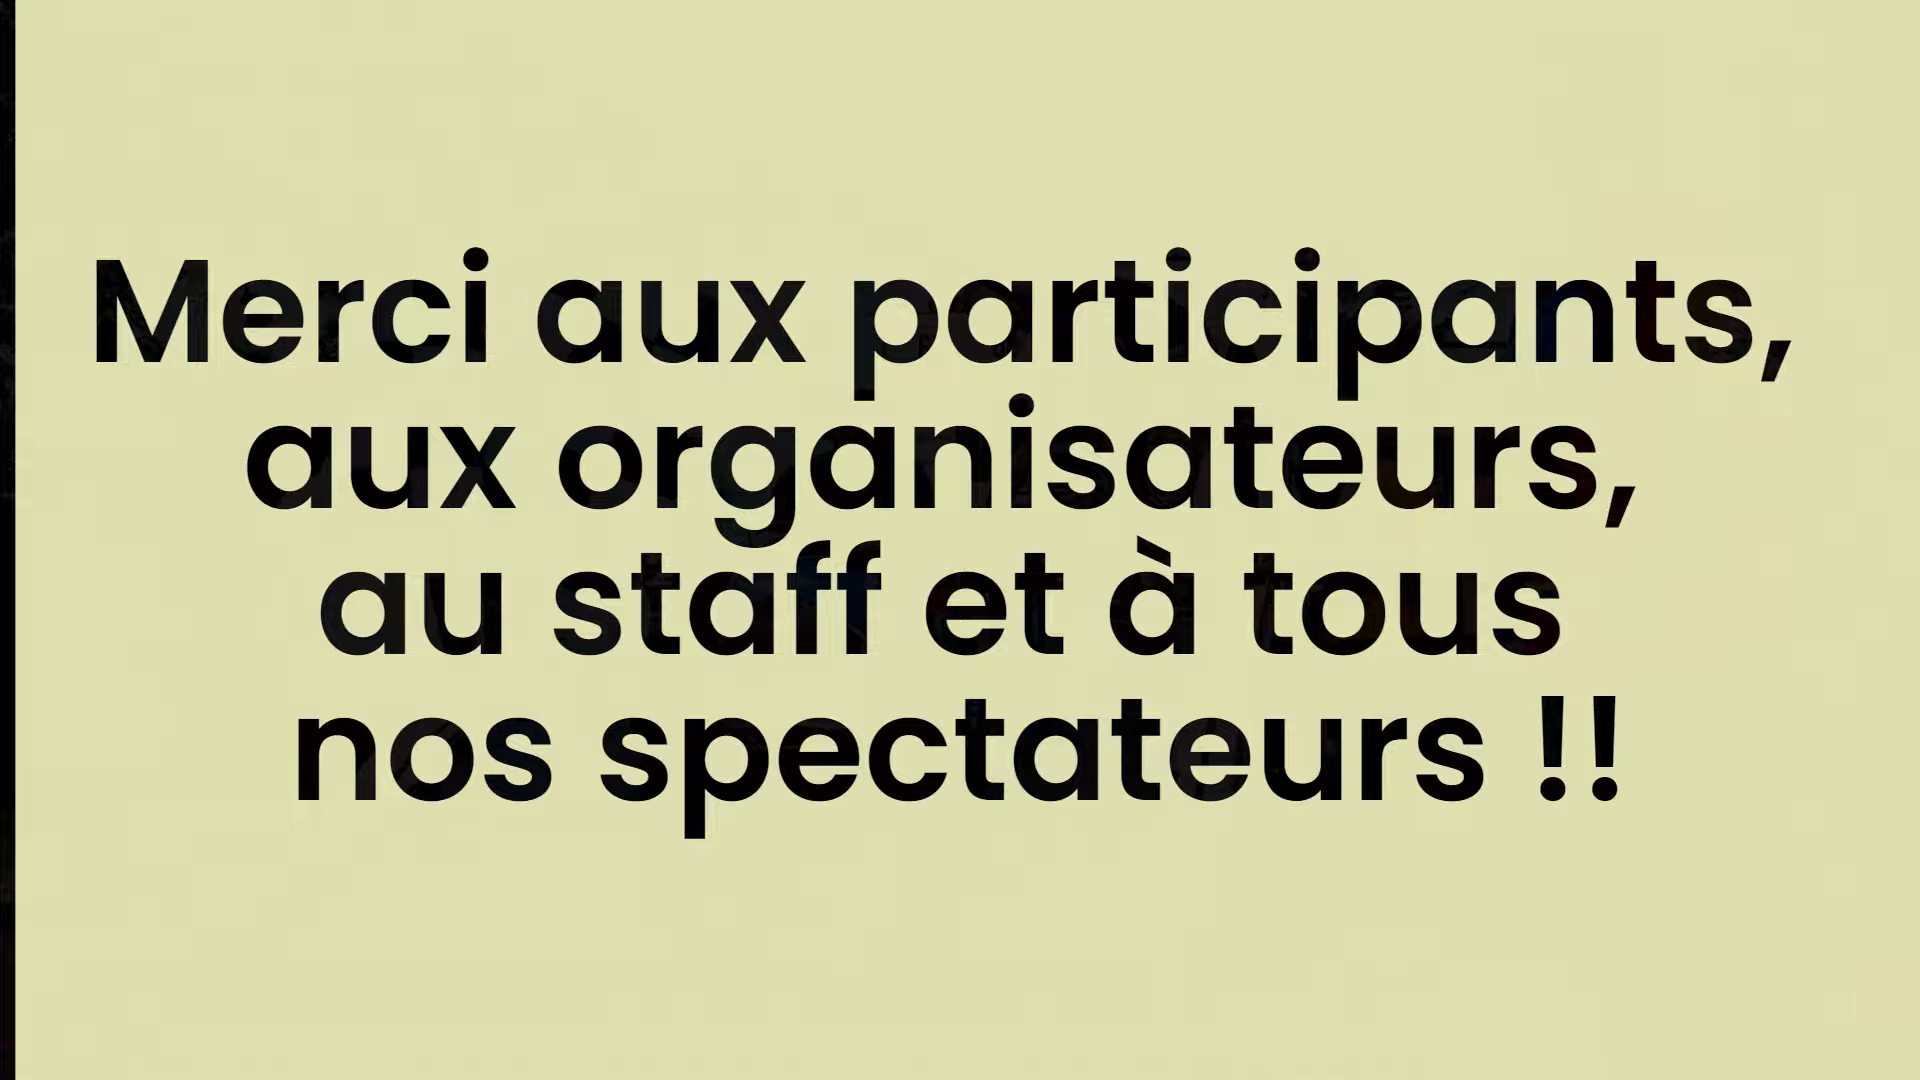 Merci aux participants,
aux organisateurs,
au staff et à tous
nos spectateurs !!